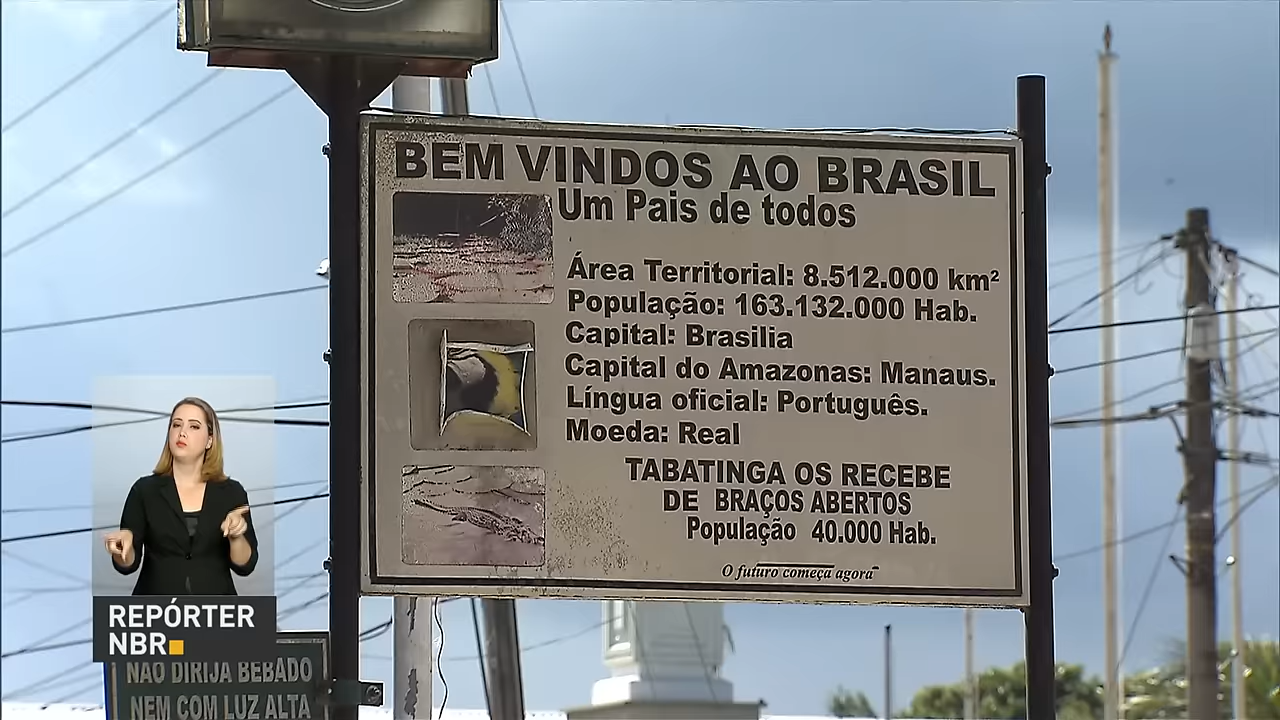 BEM VINDOS AO BRASIL
Um Pais de todos
Área Territorial: 8.512.000 km²
População: 163.132.000 Hab.
Capital: Brasilia
Capital do Amazonas: Manaus.
Língua oficial: Português.
Moeda: Real
TABATINGA OS RECEBE
DE BRAÇOS ABERTOS
População 40.000 Hab.
O futuro começa agora
REPÓRTER
NBR
NÃO DIRIJA BEBADO
NEM COM LUZ ALTA